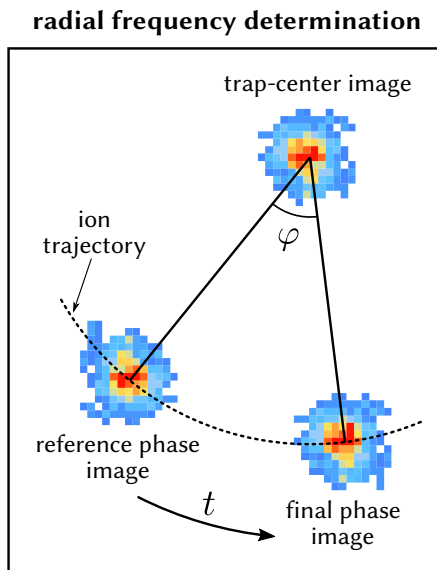 radial frequency determination
trap-center image
φ
ion
trajectory
reference phase
image
t
final phase
image